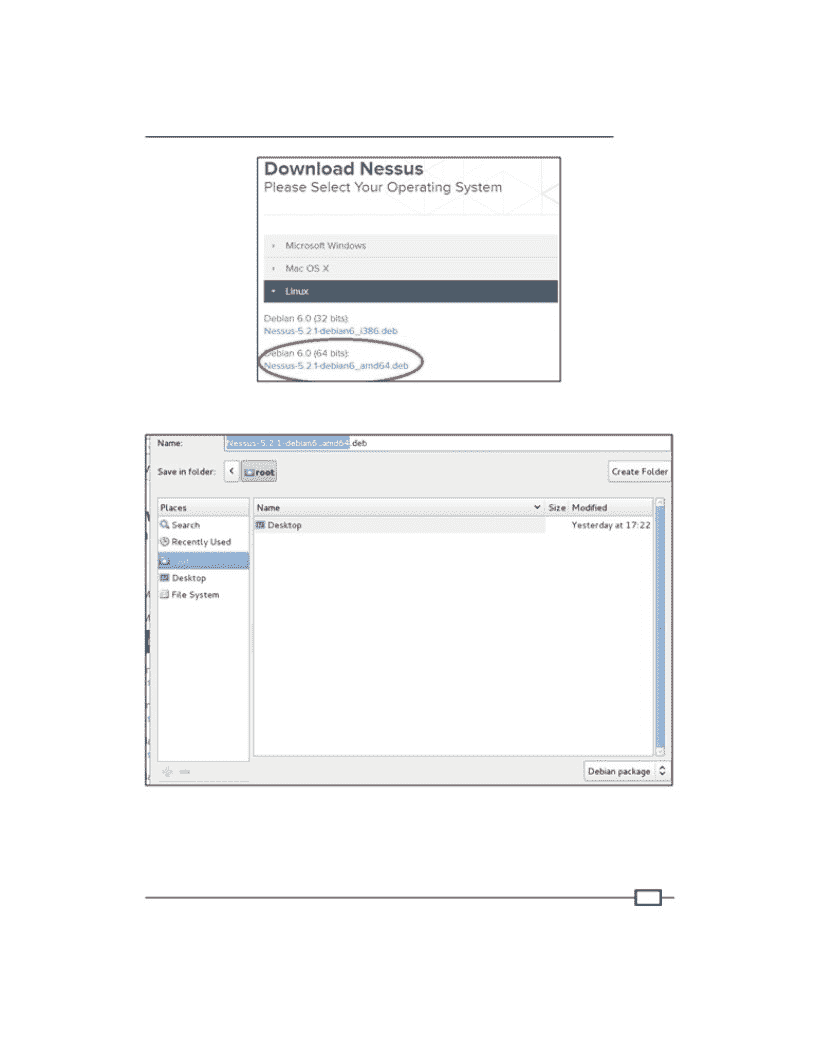 Download Nessus
Please Select Your Operating System
Microsoft Windows
Mac OS X
Linux
Debian 6.0 (32 bits):
Nessus-5.2.1-debian6_i386.deb
Debian 6.0 (64 bits):
Nessus-5.2.1-debian6_amd64.deb
Name: Nessus-5.2.1-debian6_amd64.deb
Save in folder: < root Create Folder
Places Name Size Modified
Search Desktop Yesterday at 17:22
Recently Used
Desktop
File System
Debian package